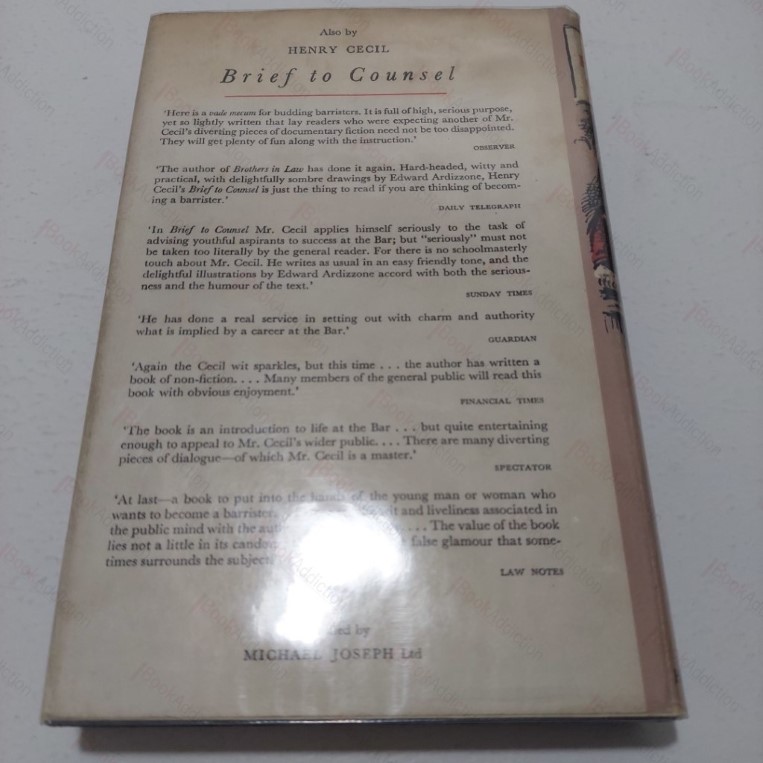 Also by
HENRY CECIL
Brief to Counsel
'Here is a vade mecum for budding barristers. It is full of high, serious purpose,
yet so lightly written that lay readers who were expecting another of Mr.
Cecil's diverting pieces of documentary fiction need not be too disappointed.
They will get plenty of fun along with the instruction.'
OBSERVER
'The author of Brothers in Law has done it again. Hard-headed, witty and
practical, with delightfully sombre drawings by Edward Ardizzone, Henry
Cecil's Brief to Counsel is just the thing to read if you are thinking of becom-
ing a barrister.'
DAILY TELEGRAPH
'In Brief to Counsel Mr. Cecil applies himself seriously to the task of
advising youthful aspirants to success at the Bar; but "seriously" must not
be taken too literally by the general reader. For there is no schoolmasterly
touch about Mr. Cecil. He writes as usual in an easy friendly tone, and the
delightful illustrations by Edward Ardizzone accord with both the serious-
ness and the humour of the text.'
SUNDAY TIMES
'He has done a real service in setting out with charm and authority
what is implied by a career at the Bar.'
GUARDIAN
'Again the Cecil wit sparkles, but this time . . . the author has written a
book of non-fiction. . . . Many members of the general public will read this
book with obvious enjoyment.'
FINANCIAL TIMES
'The book is an introduction to life at the Bar . . . but quite entertaining
enough to appeal to Mr. Cecil's wider public. . . . There are many diverting
pieces of dialogue—of which Mr. Cecil is a master.'
SPECTATOR
'At last—a book to put into the hands of the young man or woman who
wants to become a barrister and liveliness associated in
the public mind with the . . . . The value of the book
lies not a little in its false glamour that some-
times surrounds the subject
LAW NOTES
by
MICHAEL JOSEPH Ltd
BookAddiction